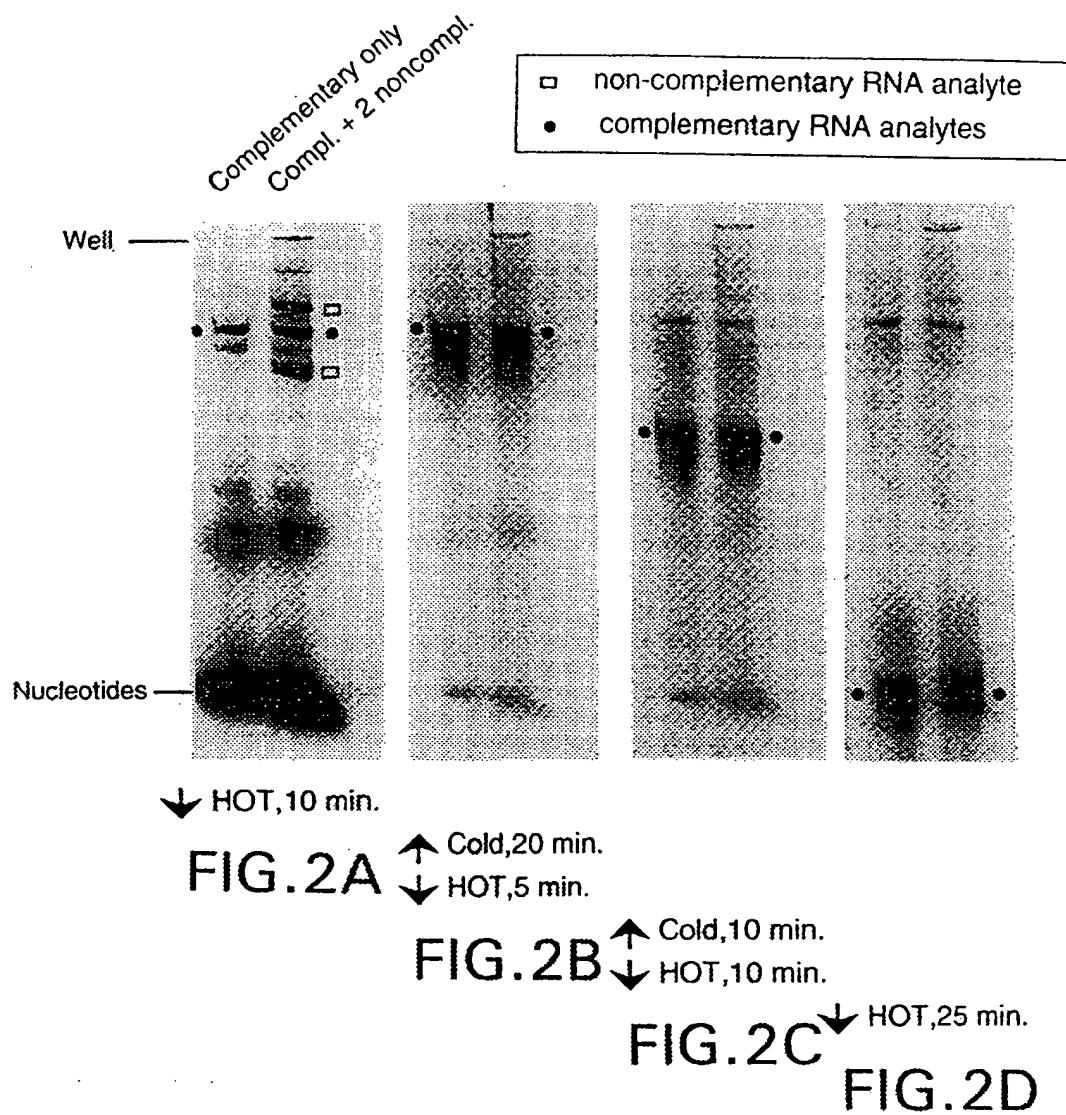 Complementary only
Compl. + 2 noncompl.
non-complementary RNA analyte
complementary RNA analytes
Well
Nucleotides
HOT,10 min.
FIG.2A
Cold,20 min.
HOT,5 min.
FIG.2B
Cold,10 min.
HOT,10 min.
FIG.2C
HOT,25 min.
FIG.2D